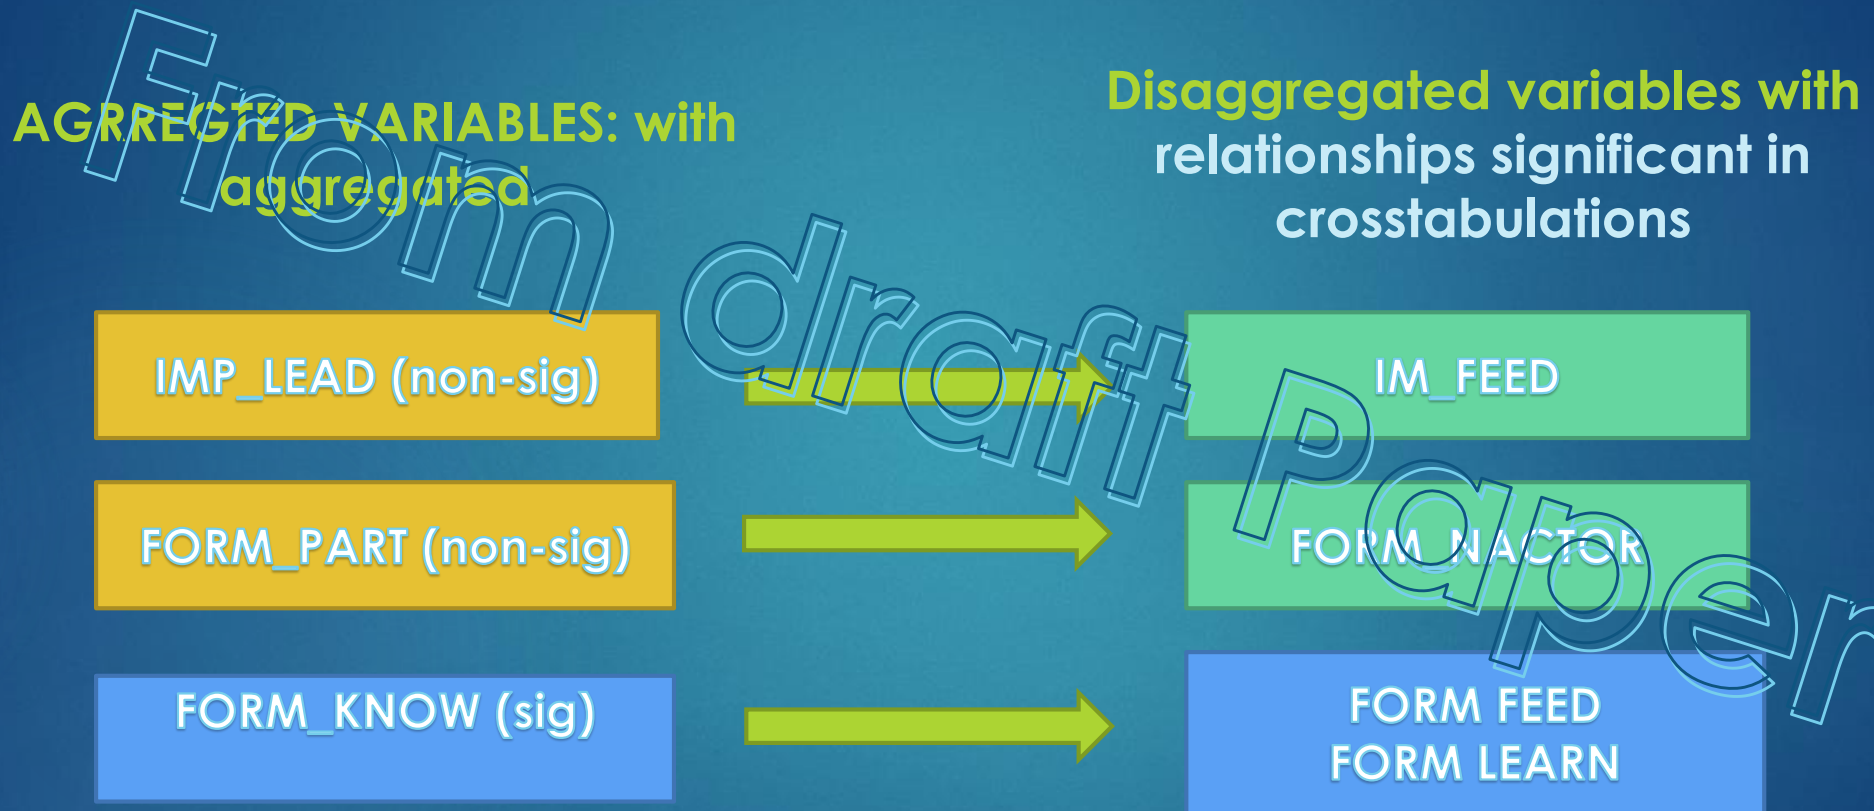 AGRREGTED VARIABLES: with
aggregated
Disaggregated variables with
relationships significant in
crosstabulations
IMP_LEAD (non-sig)
IM_FEED
FORM_PART (non-sig)
FORM_NACTOR
FORM_KNOW (sig)
FORM FEED
FORM LEARN
From draft Paper